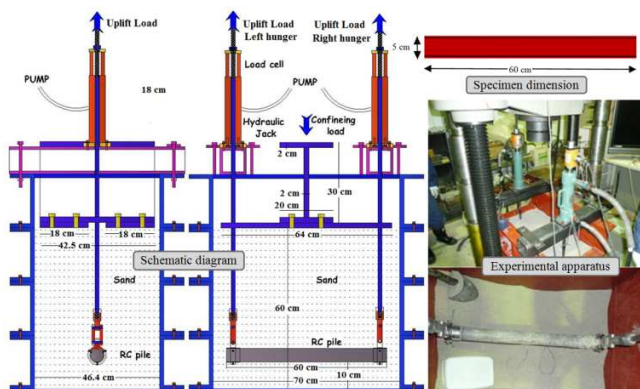 Uplift Load
PUMP
18 cm
18 cm
18 cm
42.5 cm
Sand
RC pile
46.4 cm
Schematic diagram
Uplift Load
Left hunger
Uplift Load
Right hunger
Load cell
PUMP
Hydraulic
Jack
Confineing
load
2 cm
2 cm
20 cm
30 cm
64 cm
Sand
60 cm
RC pile
60 cm
10 cm
70 cm
5 cm
60 cm
Specimen dimension
Experimental apparatus